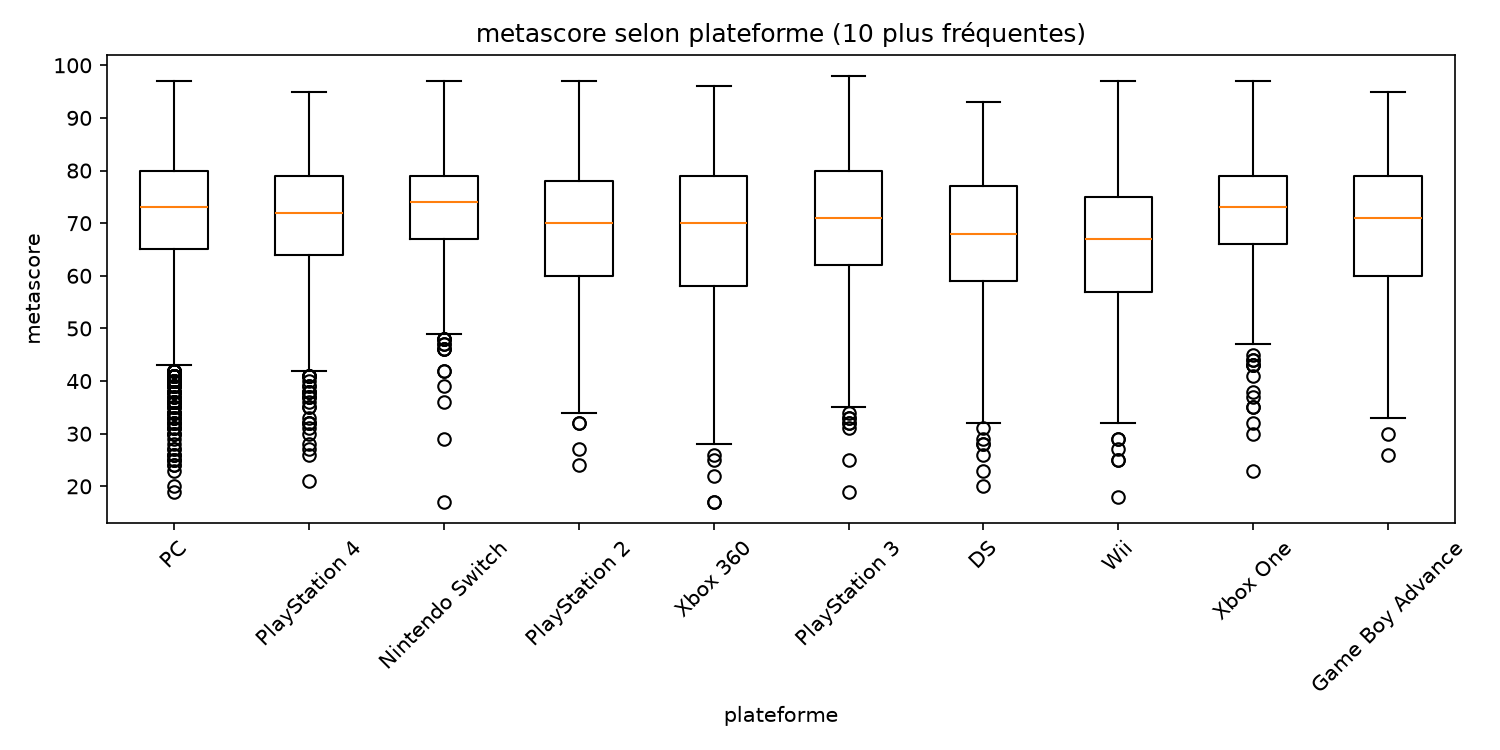 metascore selon plateforme (10 plus fréquentes)
metascore
100
90
80
70
60
50
40
30
20
PC
PlayStation 4
Nintendo Switch
PlayStation 2
Xbox 360
PlayStation 3
DS
Wii
Xbox One
Game Boy Advance
plateforme